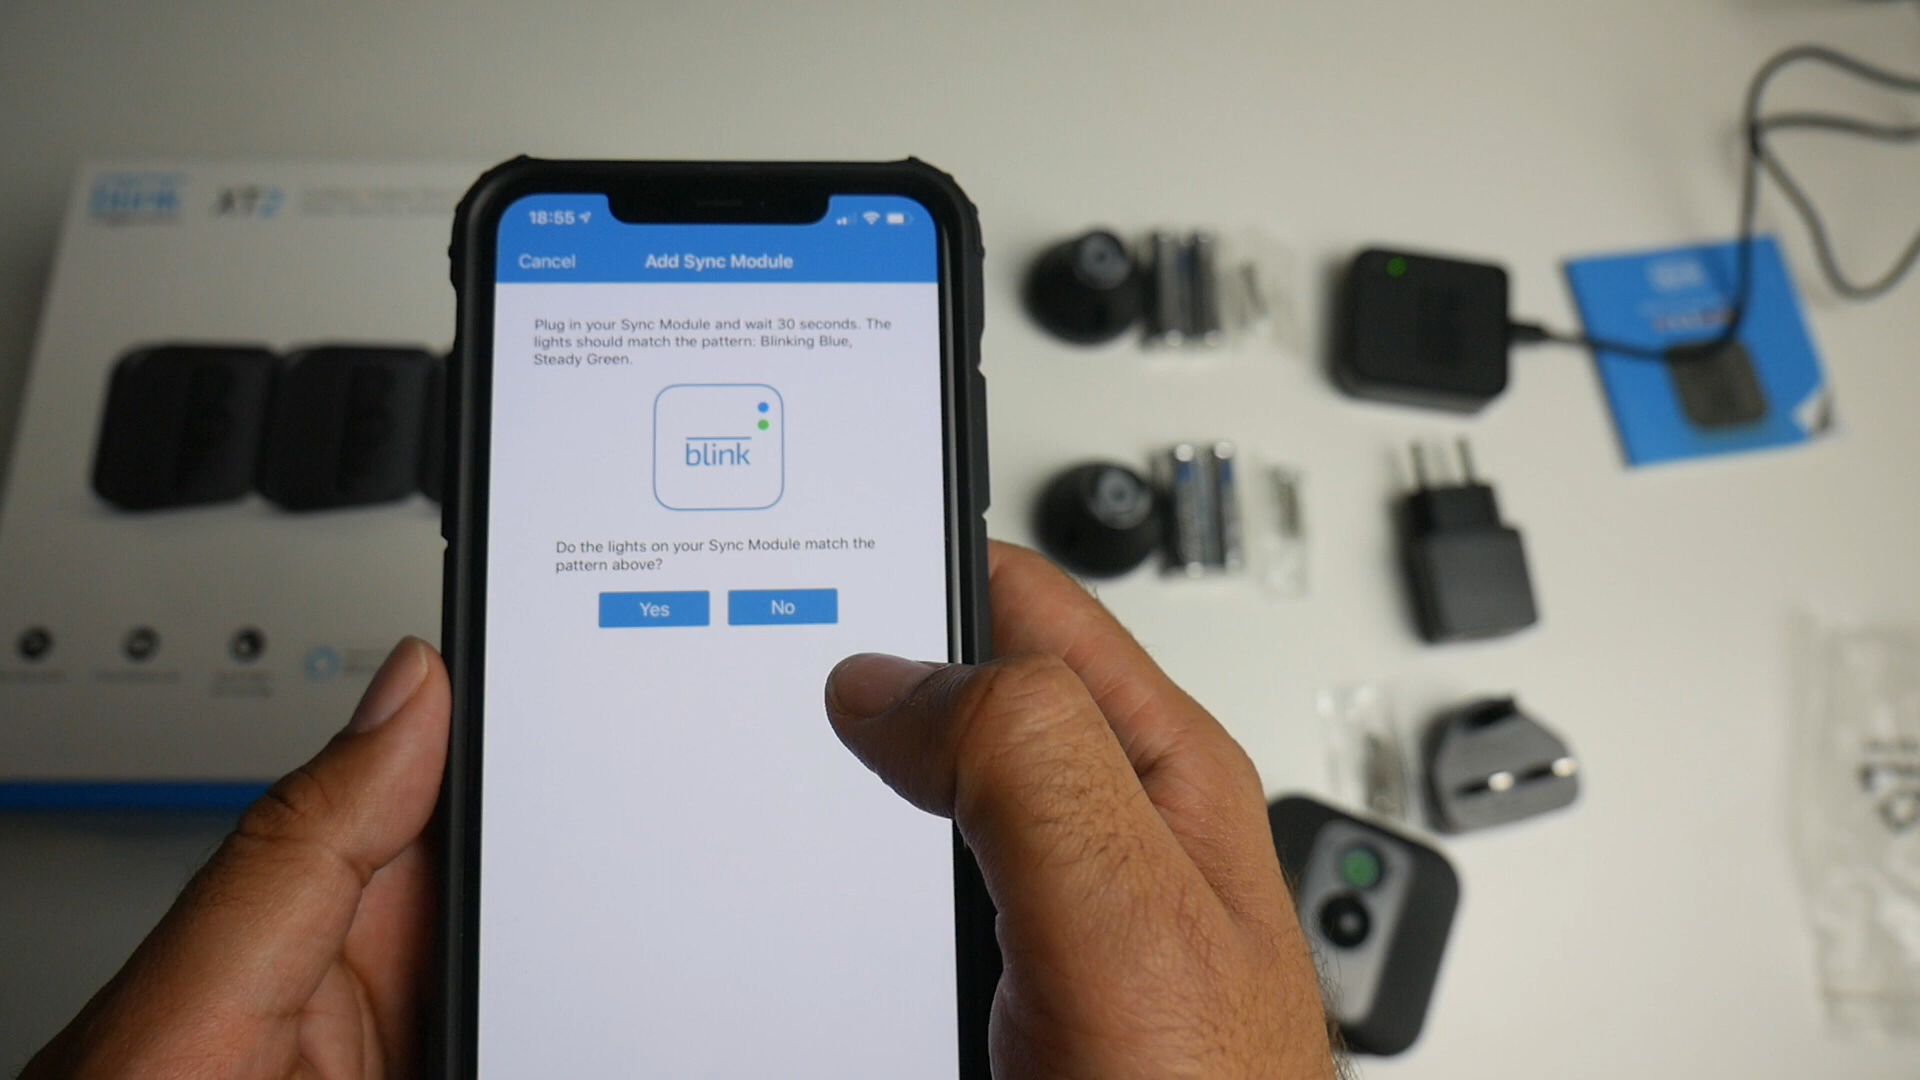 blink XT2
18:55
Cancel
Add Sync Module
Plug in your Sync Module and wait 30 seconds. The
lights should match the pattern: Blinking Blue,
Steady Green.
blink
Do the lights on your Sync Module match the
pattern above?
Yes
No